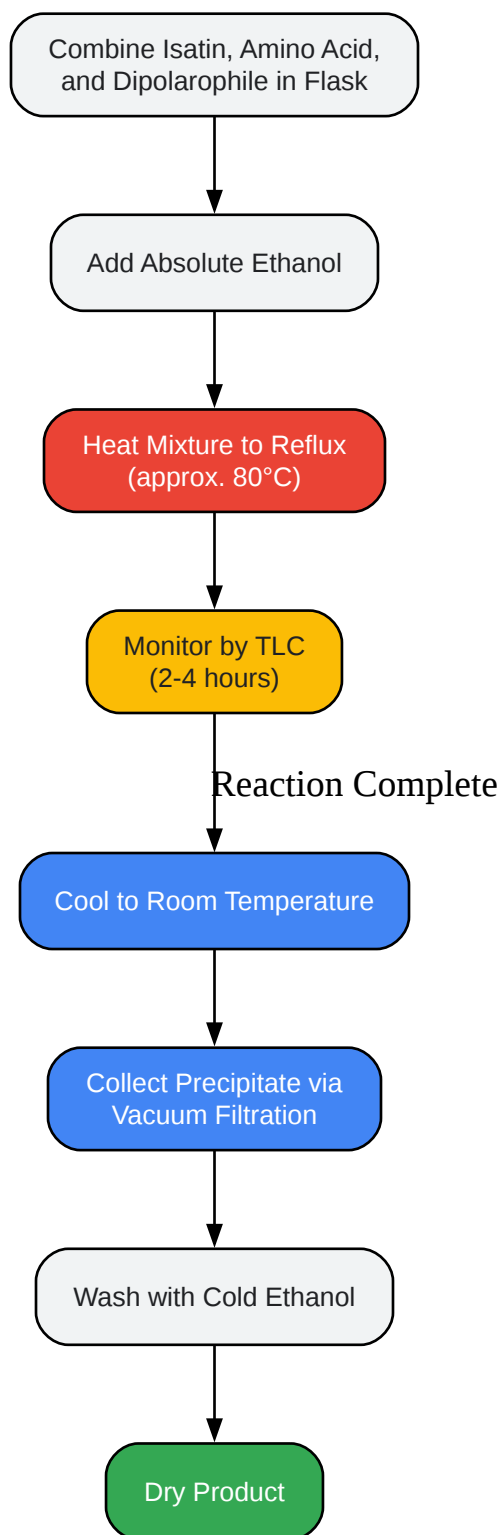 Combine Isatin, Amino Acid,
and Dipolarophile in Flask
Add Absolute Ethanol
Heat Mixture to Reflux
(approx. 80°C)
Monitor by TLC
(2-4 hours)
Reaction Complete
Cool to Room Temperature
Collect Precipitate via
Vacuum Filtration
Wash with Cold Ethanol
Dry Product